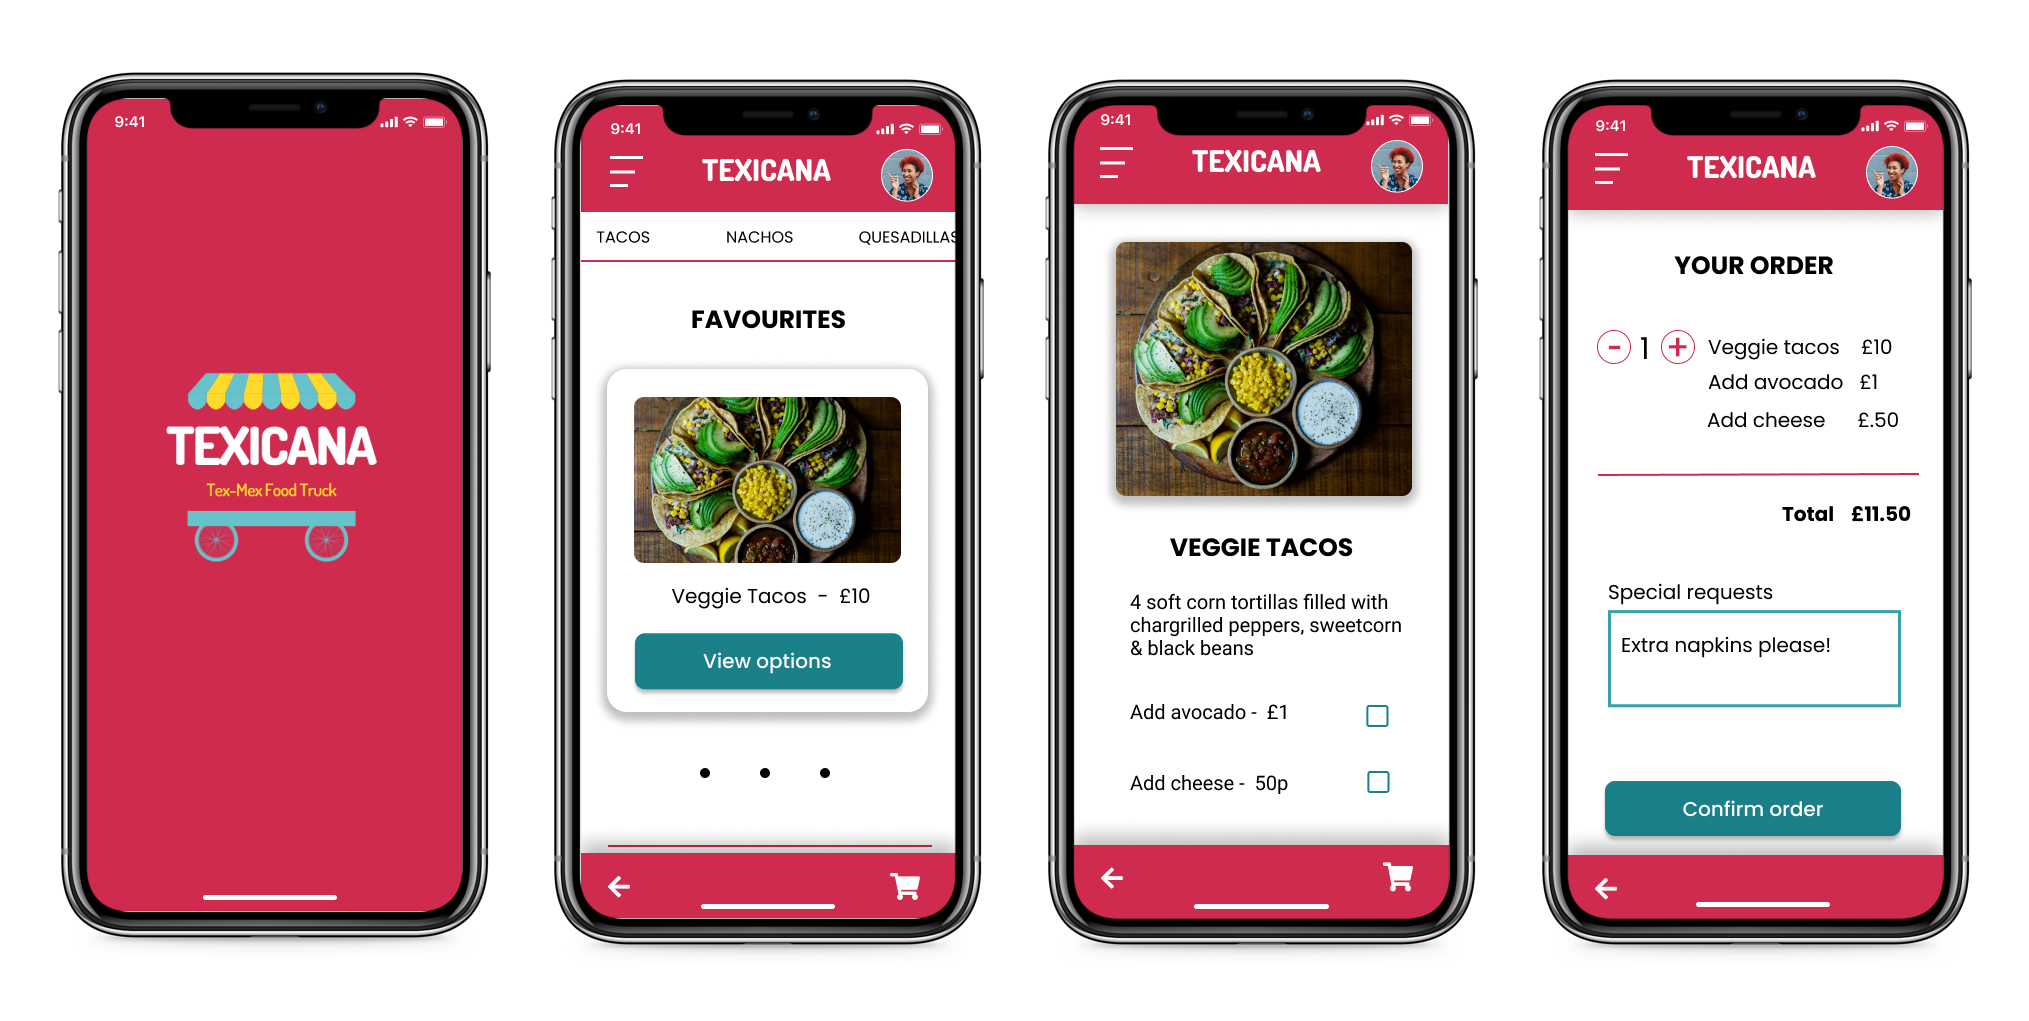 9:41
TEXICANA
Tex-Mex Food Truck
9:41
TEXICANA
TACOS NACHOS QUESADILLAS
FAVOURITES
Veggie Tacos - £10
View options
9:41
TEXICANA
VEGGIE TACOS
4 soft corn tortillas filled with
chargrilled peppers, sweetcorn
& black beans
Add avocado - £1
Add cheese - 50p
9:41
TEXICANA
YOUR ORDER
- 1 + Veggie tacos £10
Add avocado £1
Add cheese £.50
Total £11.50
Special requests
Extra napkins please!
Confirm order